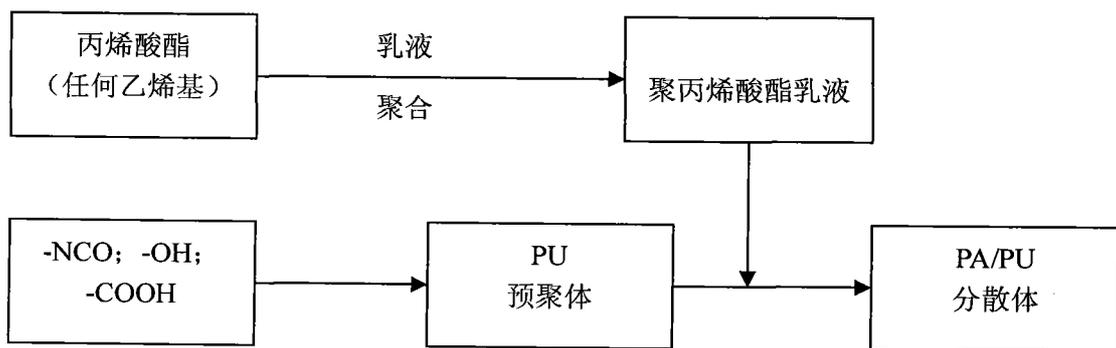 丙烯酸酯
（任何乙烯基）
乳液
聚合
聚丙烯酸酯乳液
-NCO；-OH；
-COOH
PU
预聚体
PA/PU
分散体